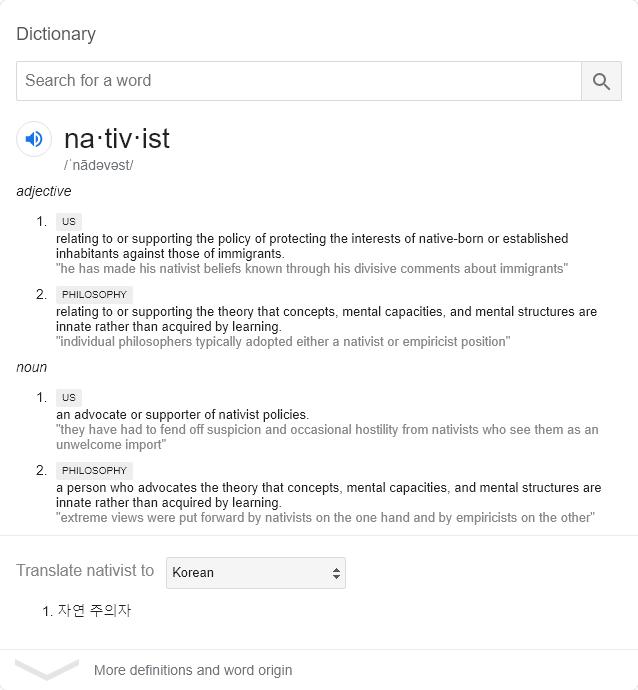 Dictionary
Search for a word
na·tiv·ist
/ˈnādəvəst/
adjective
1. US
relating to or supporting the policy of protecting the interests of native-born or established
inhabitants against those of immigrants.
"he has made his nativist beliefs known through his divisive comments about immigrants"
2. PHILOSOPHY
relating to or supporting the theory that concepts, mental capacities, and mental structures are
innate rather than acquired by learning.
"individual philosophers typically adopted either a nativist or empiricist position"
noun
1. US
an advocate or supporter of nativist policies.
"they have had to fend off suspicion and occasional hostility from nativists who see them as an
unwelcome import"
2. PHILOSOPHY
a person who advocates the theory that concepts, mental capacities, and mental structures are
innate rather than acquired by learning.
"extreme views were put forward by nativists on the one hand and by empiricists on the other"
Translate nativist to Korean
1. 자연 주의자
More definitions and word origin